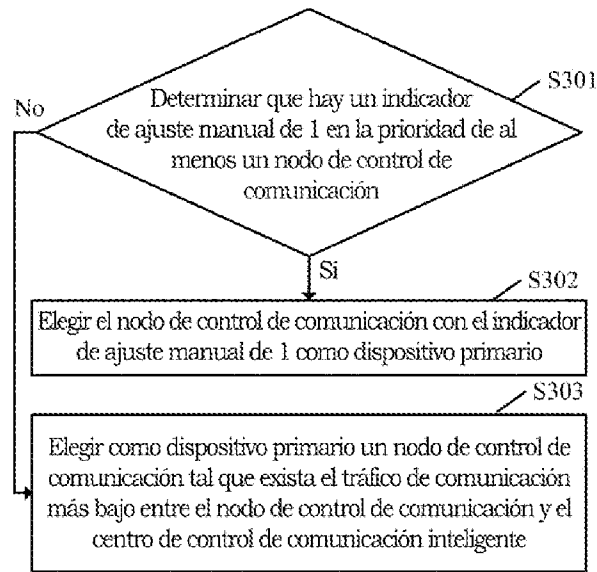 S301
No
Determinar que hay un indicador
de ajuste manual de 1 en la prioridad de al
menos un nodo de control de
comunicación
Si
S302
Elegir el nodo de control de comunicación con el indicador
de ajuste manual de 1 como dispositivo primario
S303
Elegir como dispositivo primario un nodo de control de
comunicación tal que exista el tráfico de comunicación
más bajo entre el nodo de control de comunicación y el
centro de control de comunicación inteligente